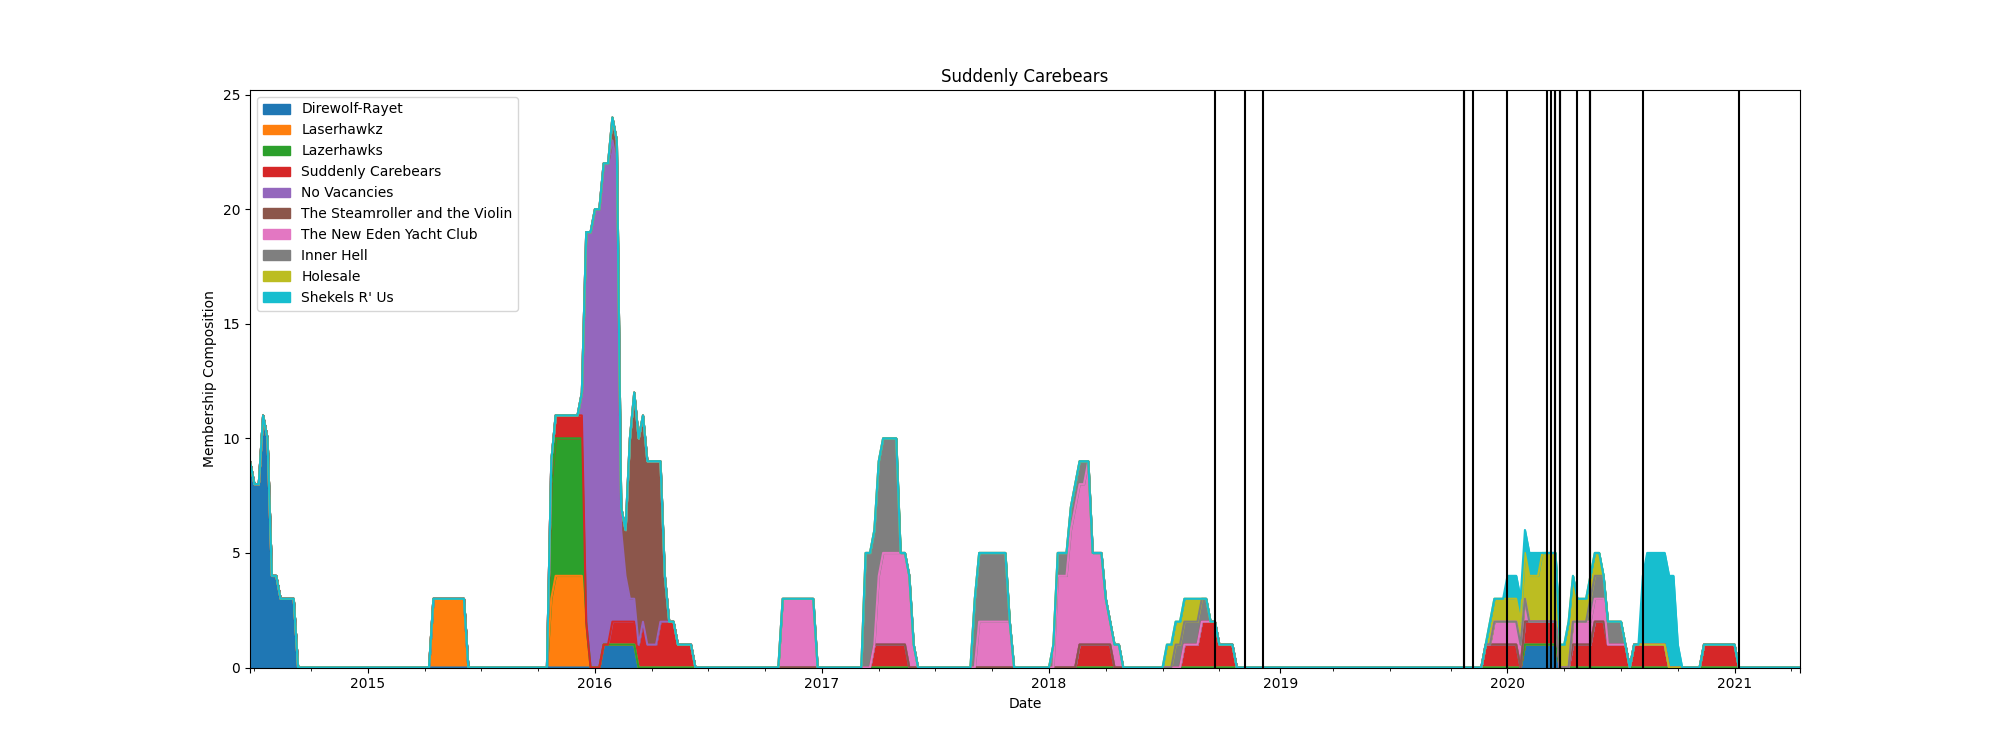 Suddenly Carebears
25
20
15
10
5
0
Membership Composition
Direwolf-Rayet
Laserhawkz
Lazerhawks
Suddenly Carebears
No Vacancies
The Steamroller and the Violin
The New Eden Yacht Club
Inner Hell
Holesale
Shekels R' Us
2015 2016 2017 2018 2019 2020 2021
Date